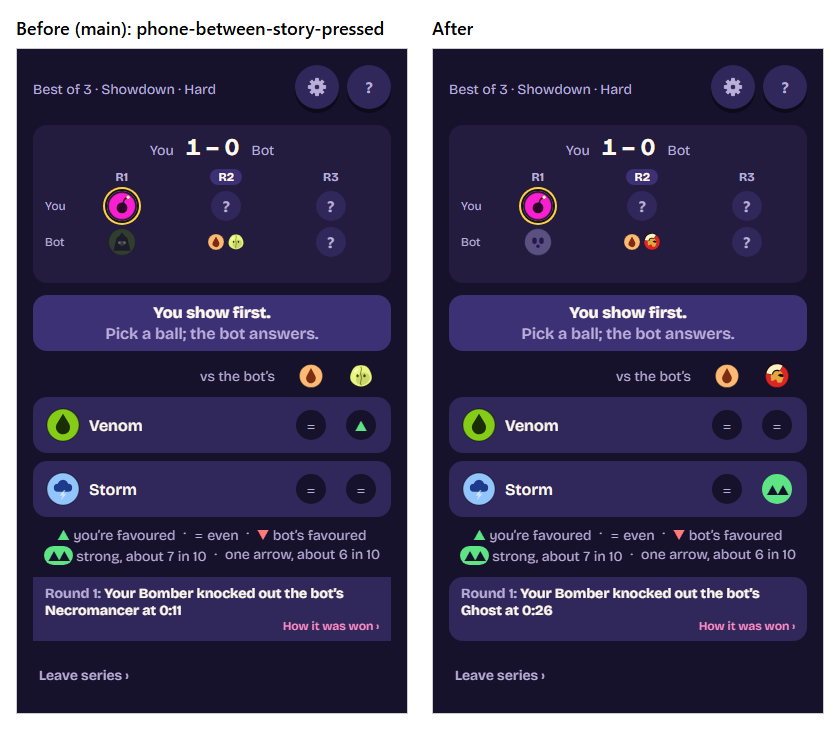 Before (main): phone-between-story-pressed
Best of 3 · Showdown · Hard
?
You 1 – 0 Bot
R1 R2 R3
You ? ?
Bot ?
You show first.
Pick a ball; the bot answers.
vs the bot's
Venom = ▲
Storm = =
▲ you're favoured · = even · ▼ bot's favoured
▲▲ strong, about 7 in 10 · one arrow, about 6 in 10
Round 1: Your Bomber knocked out the bot's
Necromancer at 0:11
How it was won ›
Leave series ›
After
Best of 3 · Showdown · Hard
?
You 1 – 0 Bot
R1 R2 R3
You ? ?
Bot ?
You show first.
Pick a ball; the bot answers.
vs the bot's
Venom = =
Storm = ▲▲
▲ you're favoured · = even · ▼ bot's favoured
▲▲ strong, about 7 in 10 · one arrow, about 6 in 10
Round 1: Your Bomber knocked out the bot's
Ghost at 0:26
How it was won ›
Leave series ›